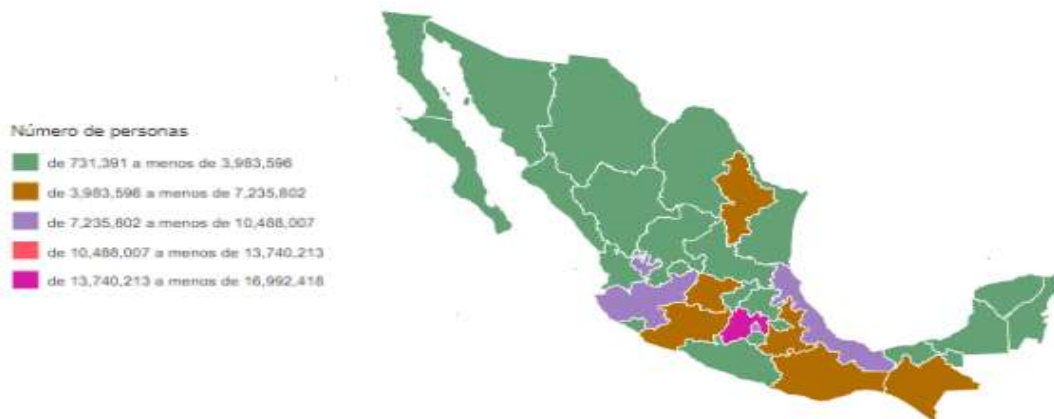 Número de personas
de 731,391 a menos de 3,983,596
de 3,983,596 a menos de 7,235,802
de 7,235,802 a menos de 10,488,007
de 10,488,007 a menos de 13,740,213
de 13,740,213 a menos de 16,992,418